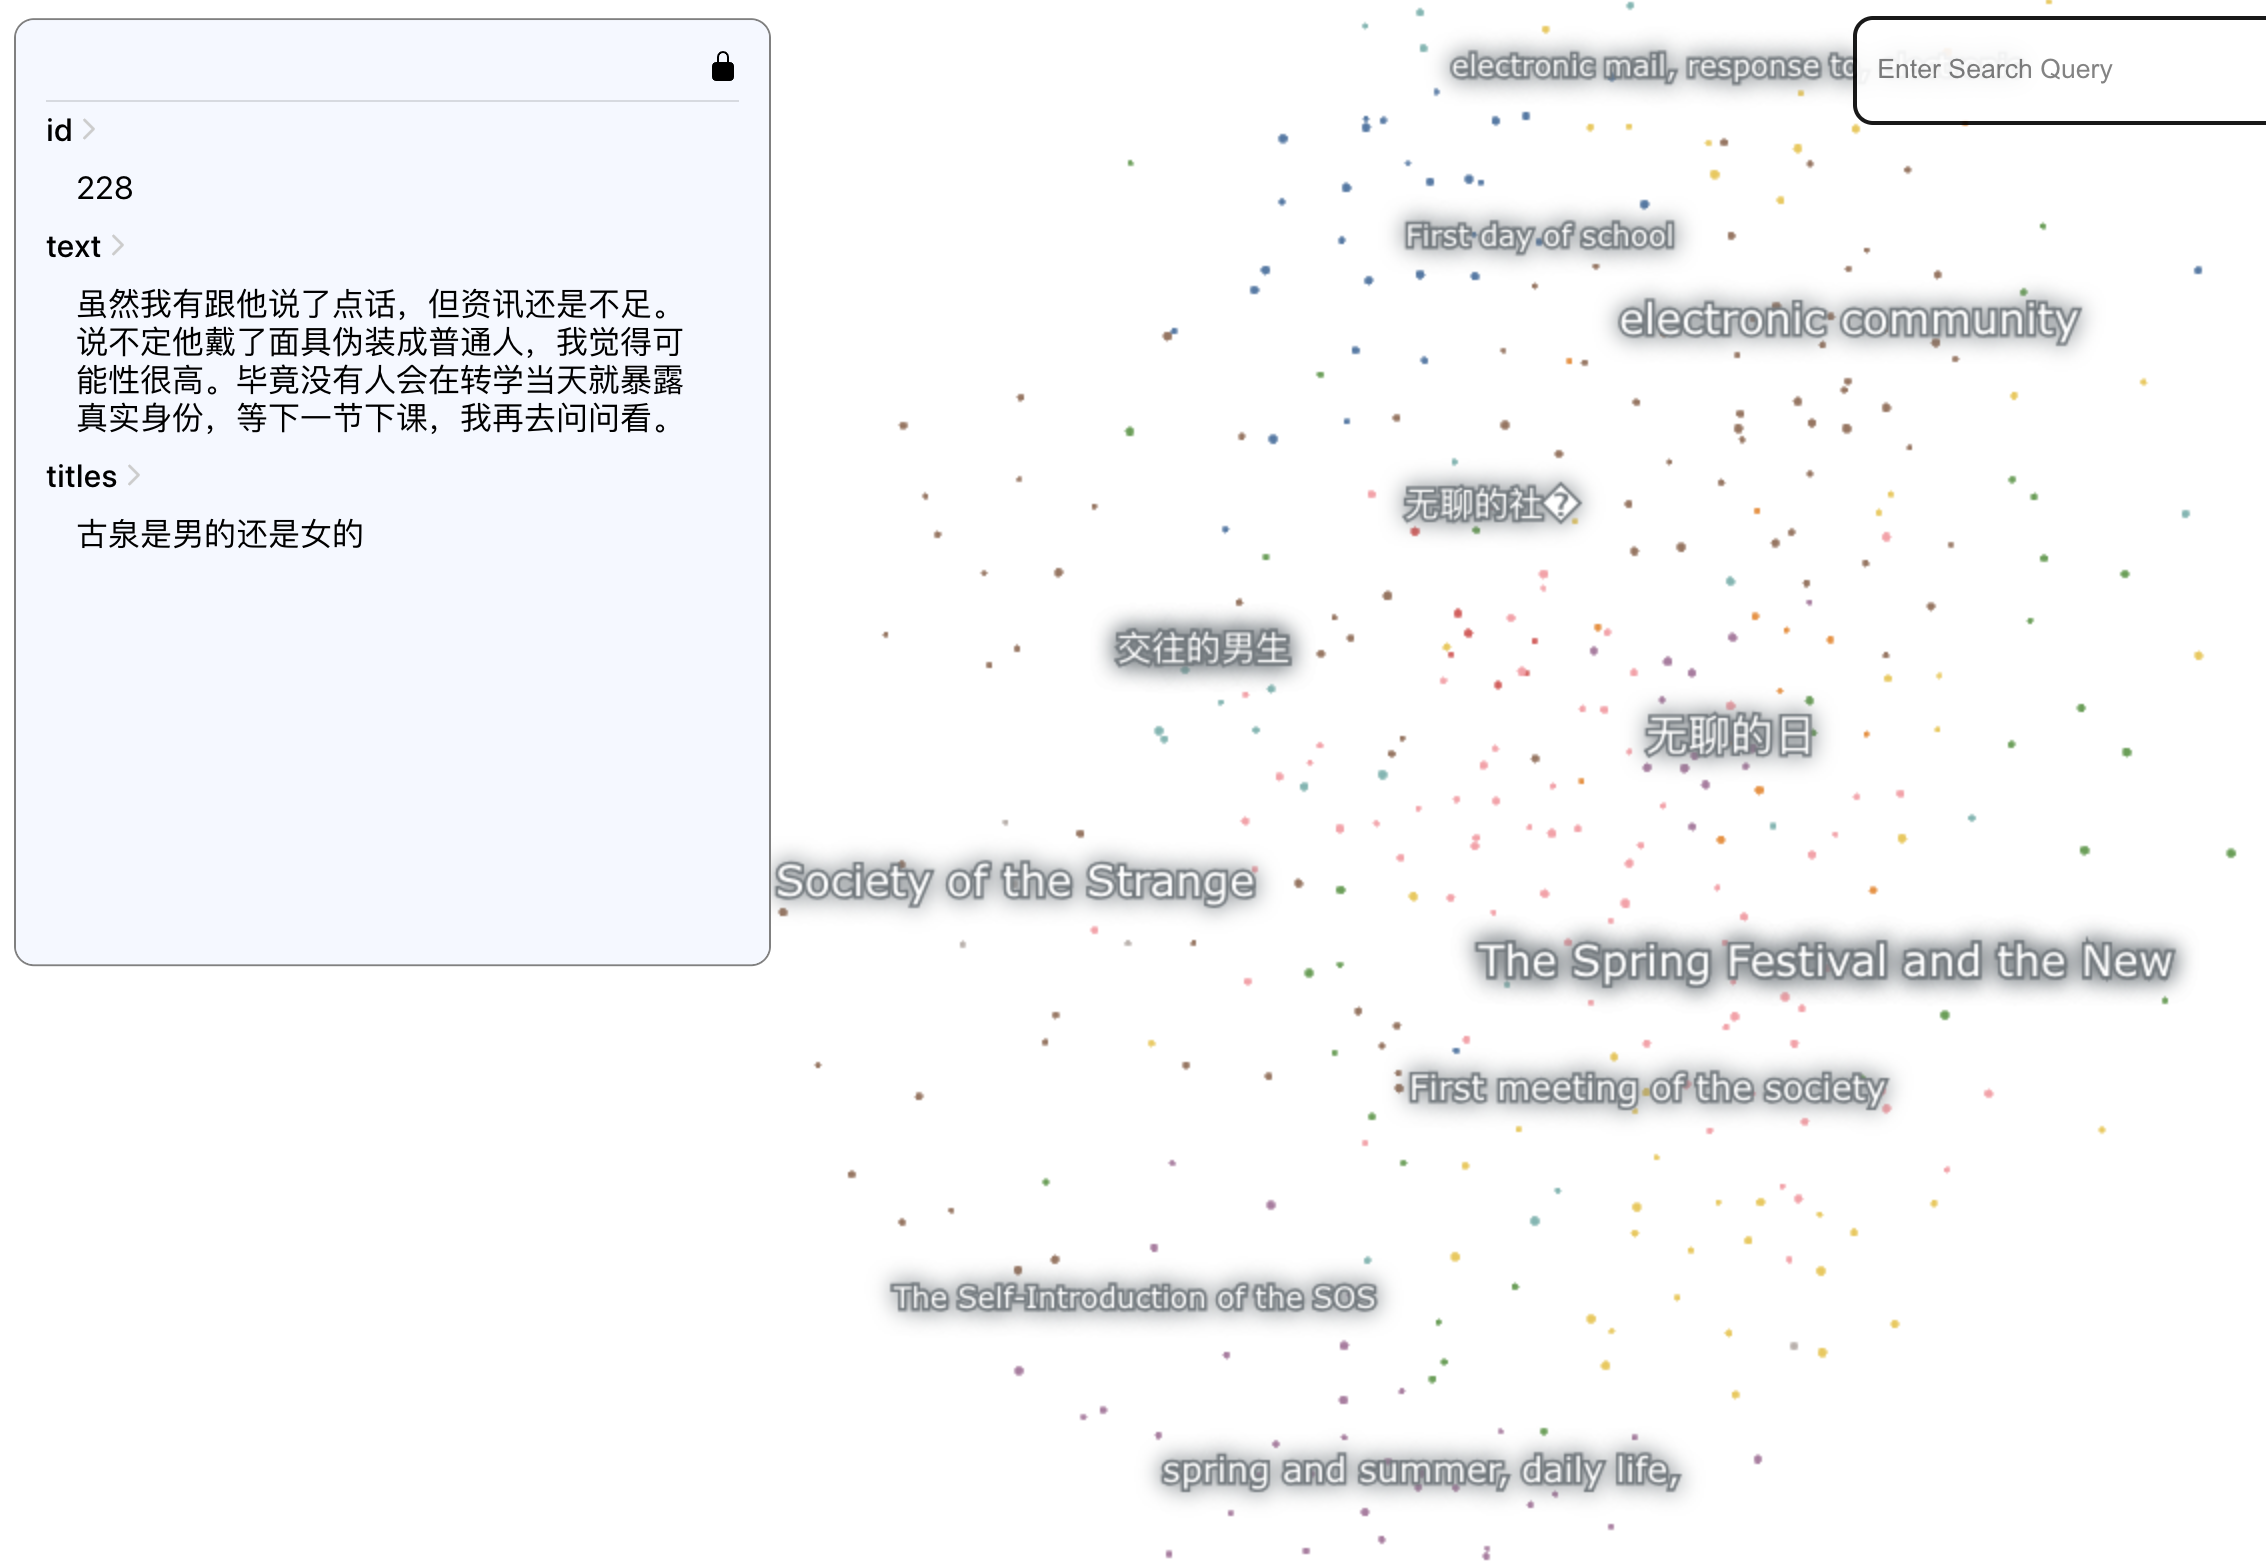 id
228
text
虽然我有跟他说了点话，但资讯还是不足。
说不定他戴了面具伪装成普通人，我觉得可
能性很高。毕竟没有人会在转学当天就暴露
真实身份，等下一节下课，我再去问问看。
titles
古泉是男的还是女的
electronic mail, response to,
Enter Search Query
First day of school
electronic community
无聊的社�
交往的男生
无聊的日
Society of the Strange
The Spring Festival and the New
First meeting of the society
The Self-Introduction of the SOS
spring and summer, daily life,